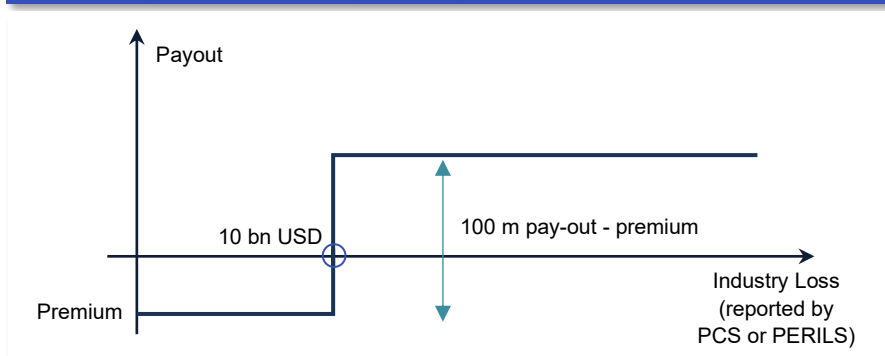 Payout
10 bn USD
100 m pay-out - premium
Premium
Industry Loss
(reported by
PCS or PERILS)